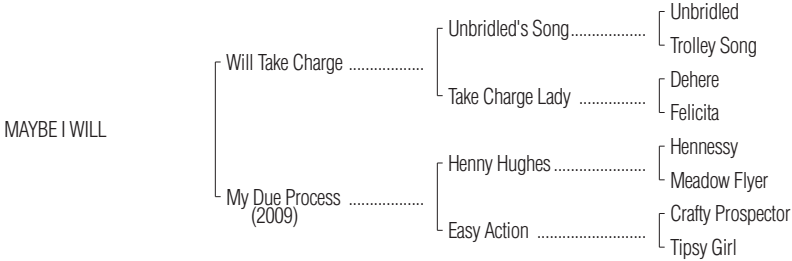 Unbridled
Unbridled's Song..................
Trolley Song
Will Take Charge ..................
Dehere
Take Charge Lady ................
Felicita
MAYBE I WILL
Hennessy
Henny Hughes......................
Meadow Flyer
My Due Process ..................
(2009)
Crafty Prospector
Easy Action ..........................
Tipsy Girl